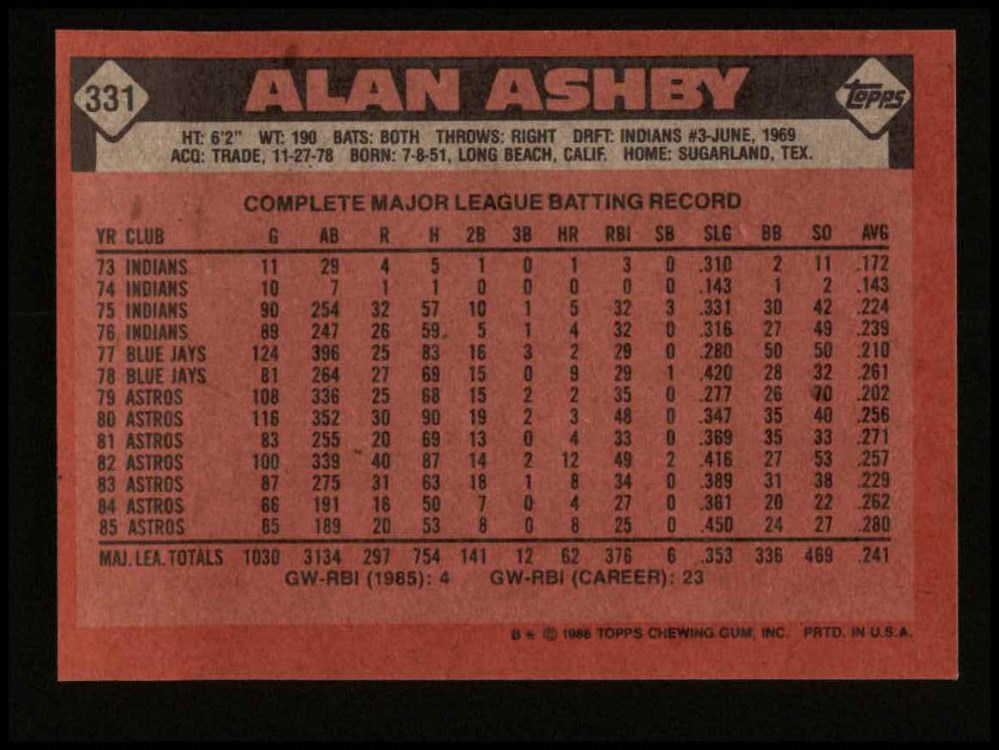 331
ALAN ASHBY
topps
HT: 6'2" WT: 190 BATS: BOTH THROWS: RIGHT DRFT: INDIANS #3-JUNE, 1969
ACQ: TRADE, 11-27-78 BORN: 7-8-51, LONG BEACH, CALIF. HOME: SUGARLAND, TEX.
COMPLETE MAJOR LEAGUE BATTING RECORD
YR CLUB G AB R H 2B 3B HR RBI SB SLG BB SO AVG
73 INDIANS 11 29 4 5 1 0 1 3 0 .310 2 11 .172
74 INDIANS 10 7 1 1 0 0 0 0 0 .143 1 2 .143
75 INDIANS 90 254 32 57 10 1 5 32 3 .331 30 42 .224
76 INDIANS 89 247 26 59 5 1 4 32 0 .316 27 49 .239
77 BLUE JAYS 124 396 25 83 16 3 2 29 0 .280 50 50 .210
78 BLUE JAYS 81 264 27 69 15 0 9 29 1 .420 28 32 .261
79 ASTROS 108 336 25 68 15 2 2 35 0 .277 26 70 .202
80 ASTROS 116 352 30 90 19 2 3 48 0 .347 35 40 .256
81 ASTROS 83 255 20 69 13 0 4 33 0 .369 35 33 .271
82 ASTROS 100 339 40 87 14 2 12 49 2 .416 27 53 .257
83 ASTROS 87 275 31 63 18 1 8 34 0 .389 31 38 .229
84 ASTROS 66 191 16 50 7 0 4 27 0 .361 20 22 .262
85 ASTROS 65 189 20 53 8 0 8 25 0 .450 24 27 .280
MAJ. LEA. TOTALS 1030 3134 297 754 141 12 62 376 6 .353 336 469 .241
GW-RBI (1985): 4 GW-RBI (CAREER): 23
B * © 1986 TOPPS CHEWING GUM, INC. PRTD. IN U.S.A.